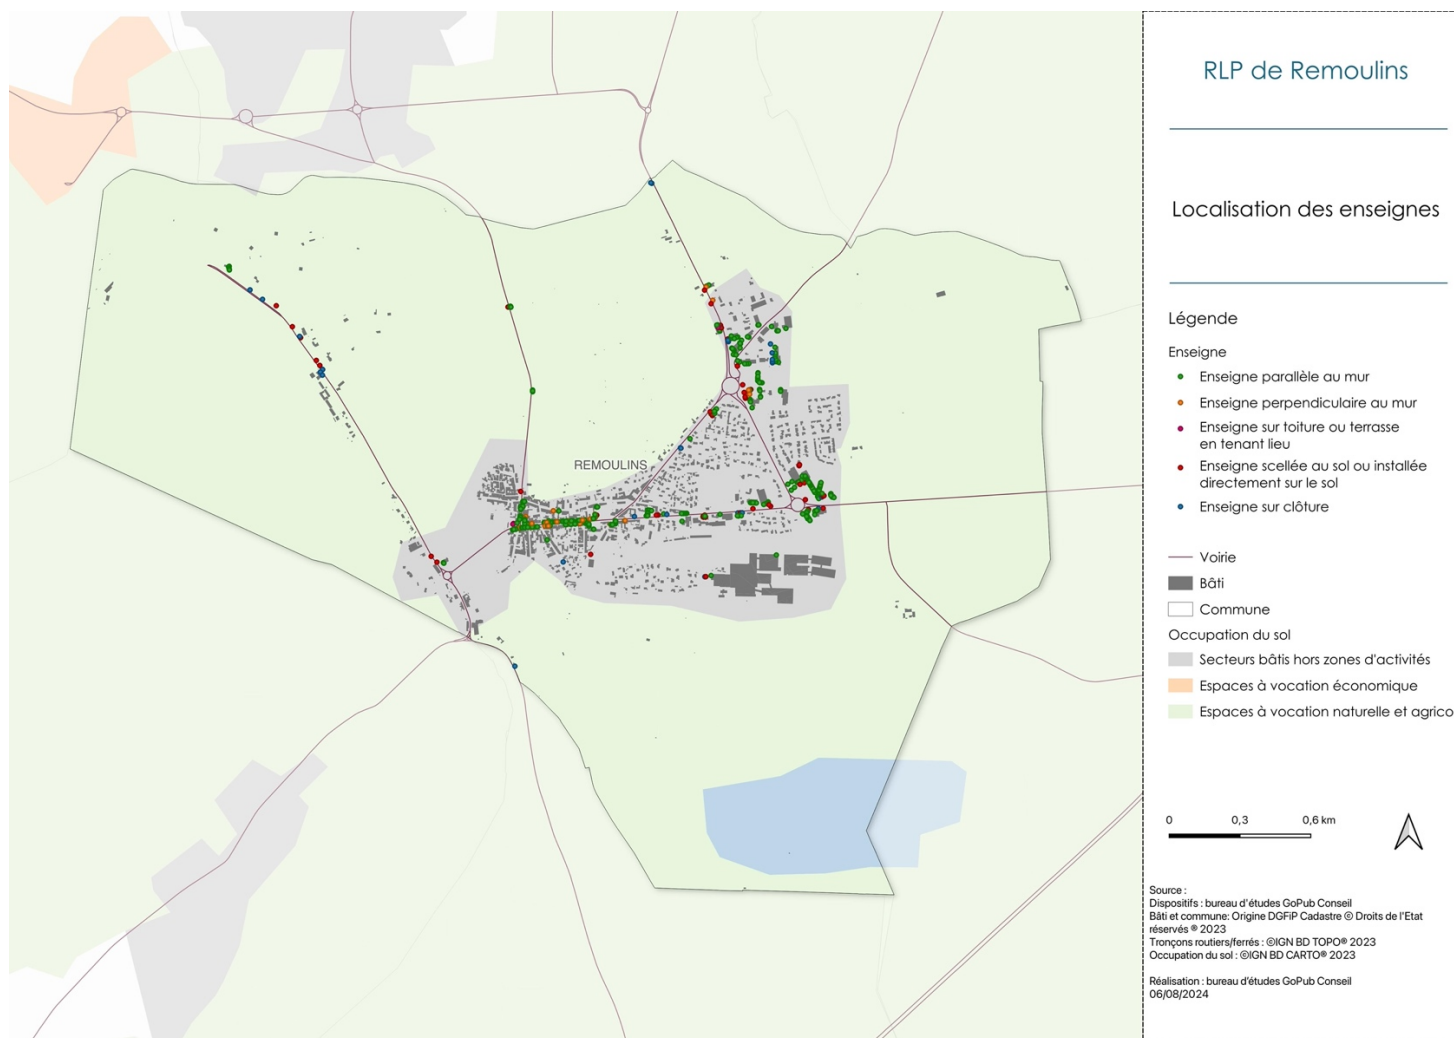 RLP de Remoulins
Localisation des enseignes
Légende
Enseigne
Enseigne parallèle au mur
Enseigne perpendiculaire au mur
Enseigne sur toiture ou terrasse
en tenant lieu
Enseigne scellée au sol ou installée
directement sur le sol
Enseigne sur clôture
Voirie
Bâti
Commune
Occupation du sol
Secteurs bâtis hors zones d'activités
Espaces à vocation économique
Espaces à vocation naturelle et agrico
0 0,3 0,6 km
Source :
Dispositifs : bureau d'études GoPub Conseil
Bâti et commune: Origine DGFiP Cadastre © Droits de l'Etat
réservés ® 2023
Tronçons routiers/ferrés : ©IGN BD TOPO® 2023
Occupation du sol : ©IGN BD CARTO® 2023
Réalisation : bureau d'études GoPub Conseil
06/08/2024
REMOULINS